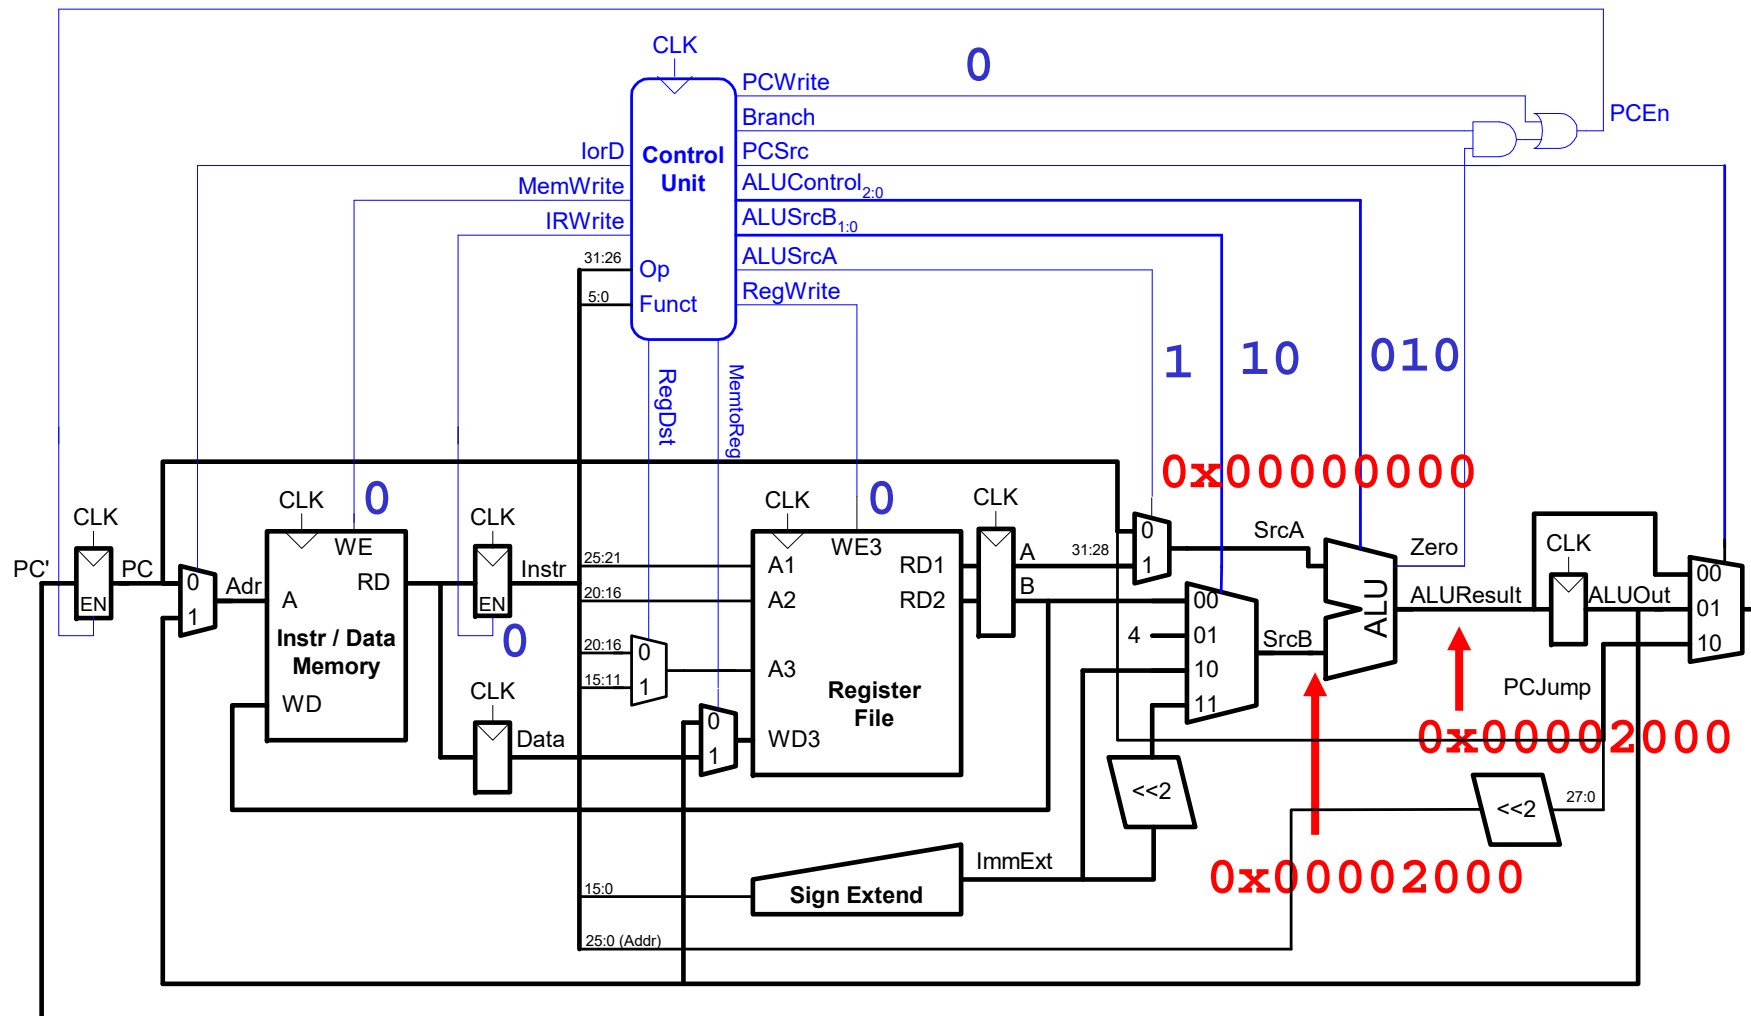 CLK
0
PCWrite
Branch
PCEn
IorD
Control
Unit
PCSrc
MemWrite
ALUControl2:0
IRWrite
ALUSrcB1:0
31:26
Op
ALUSrcA
5:0
Funct
RegWrite
1
10
010
RegDst
MemtoReg
0x00000000
CLK
CLK
0
CLK
CLK
0
CLK
PC'
PC
EN
0
1
Adr
WE
RD
A
Instr / Data
Memory
WD
EN
Instr
0
CLK
Data
25:21
20:16
20:16
15:11
0
1
0
1
A1
A2
A3
WD3
WE3
RD1
RD2
Register
File
A
B
31:28
0
1
SrcA
00
4
01
10
11
SrcB
ALU
Zero
ALUResult
CLK
ALUOut
00
01
10
PCJump
0x00002000
<<2
<<2
27:0
ImmExt
0x00002000
15:0
Sign Extend
25:0 (Addr)